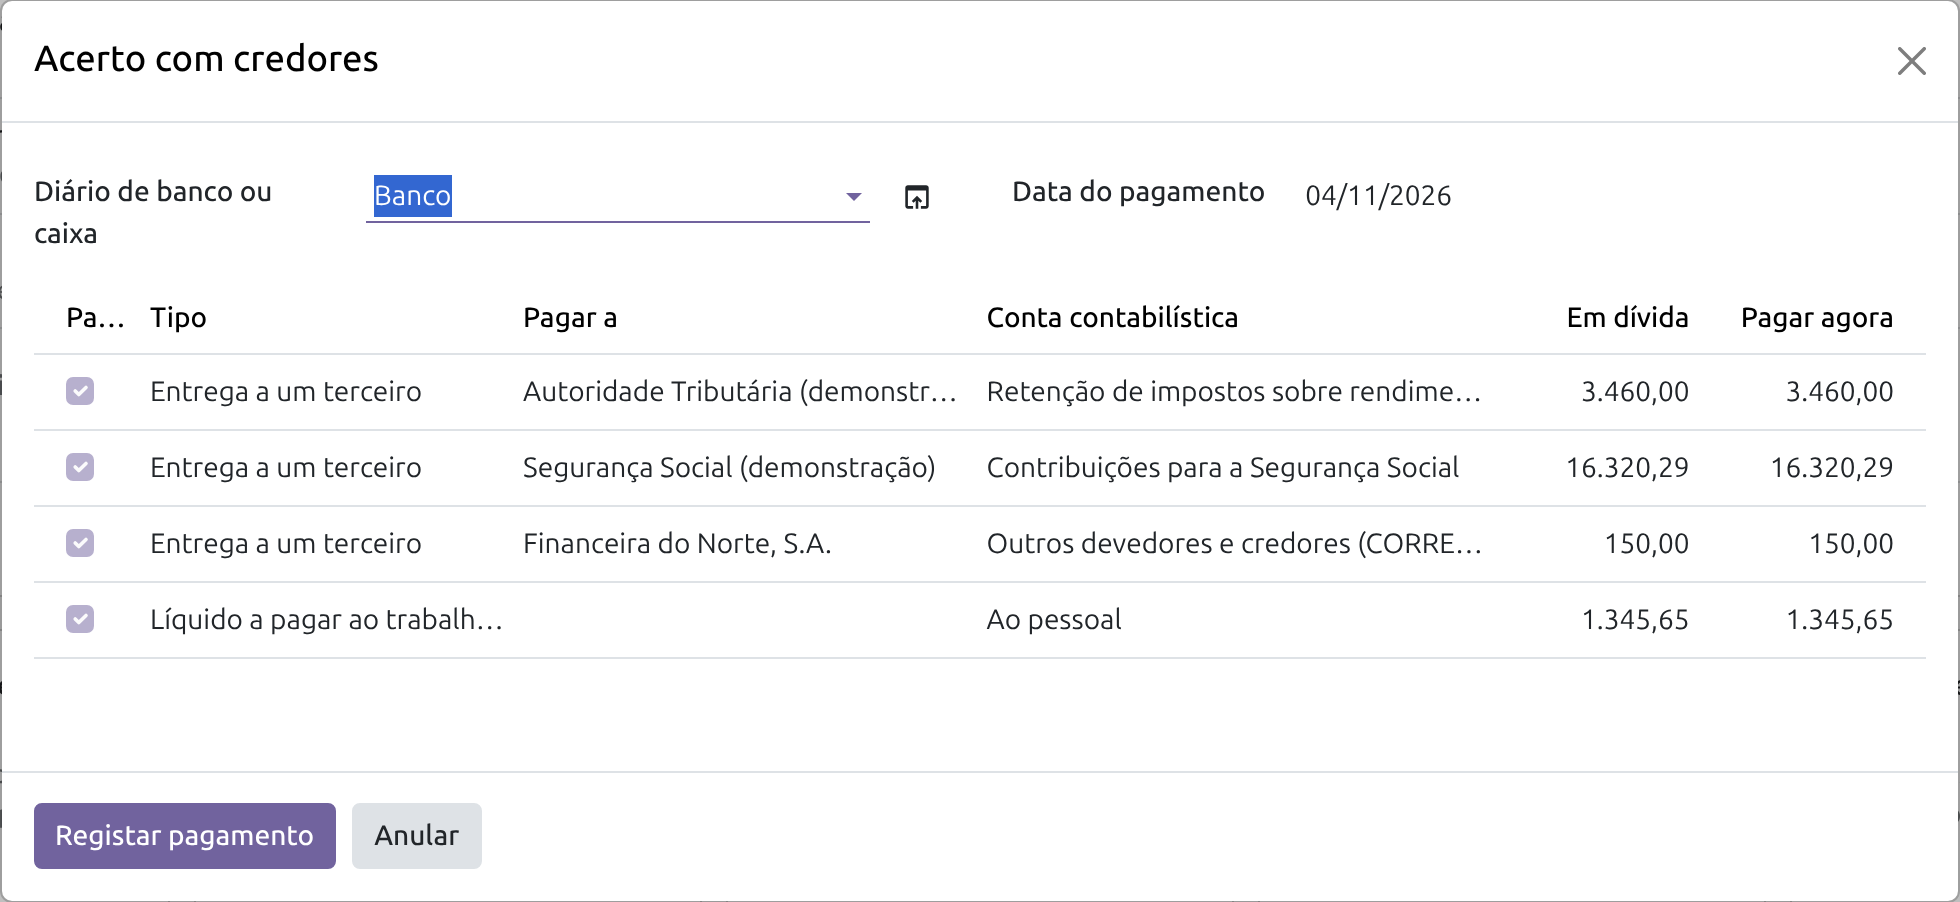 Acerto com credores
Diário de banco ou caixa
Banco
Data do pagamento 04/11/2026
Pa... Tipo Pagar a Conta contabilística Em dívida Pagar agora
Entrega a um terceiro Autoridade Tributária (demonstr... Retenção de impostos sobre rendime... 3.460,00 3.460,00
Entrega a um terceiro Segurança Social (demonstração) Contribuições para a Segurança Social 16.320,29 16.320,29
Entrega a um terceiro Financeira do Norte, S.A. Outros devedores e credores (CORRE... 150,00 150,00
Líquido a pagar ao trabalh... Ao pessoal 1.345,65 1.345,65
Registar pagamento Anular